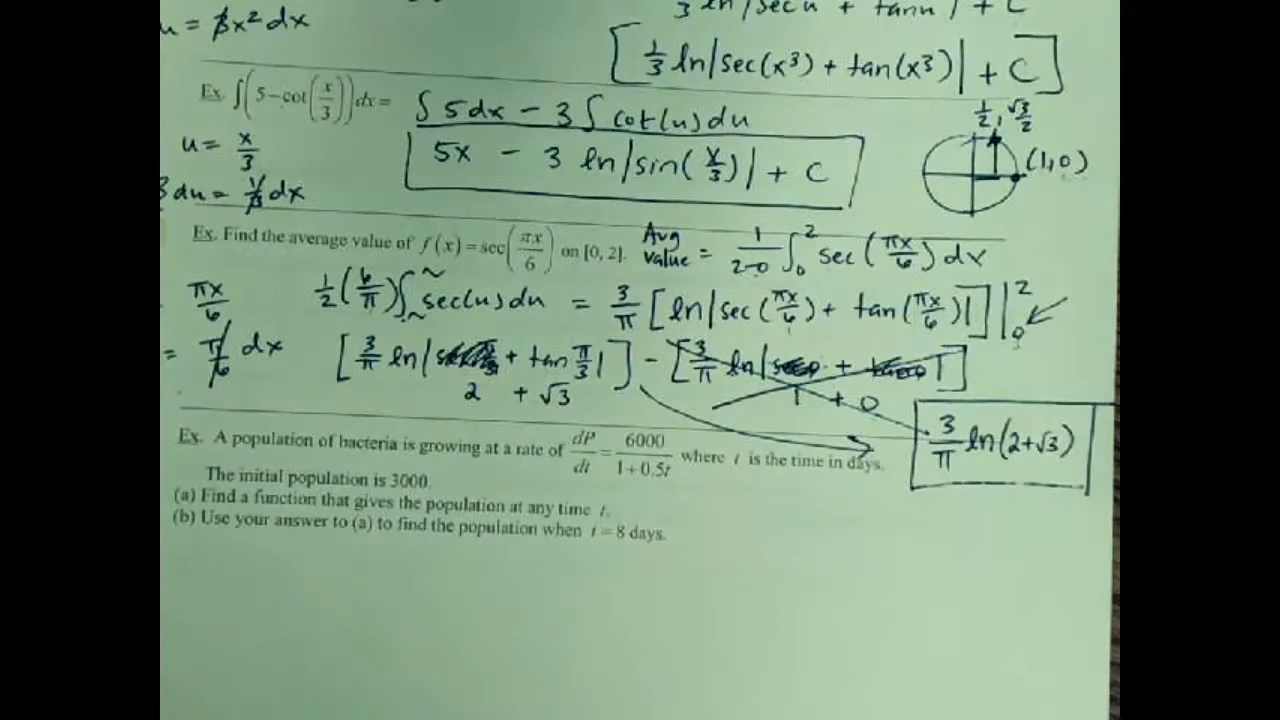 u = 3x² dx
3 ln|sec u + tan u| + C
[1/3 ln|sec(x³) + tan(x³)| + C]
Ex. ∫(5−cot(x/3))dx = ∫5dx − 3∫cot(u)du
1/2, √3/2
u = x/3
5x − 3 ln|sin(x/3)| + C
(1,0)
3du = 1/3 dx
Ex. Find the average value of f(x)=sec(πx/6) on [0, 2]. Avg value = 1/(2−0) ∫₀² sec(πx/6) dx
πx/6
1/2(6/π)∫ sec(u)du = 3/π [ln|sec(πx/6) + tan(πx/6)|]|₀²
= π/6 dx
[3/π ln| + tan π/3|] − [3/π ln| + |]
2 + √3
1 + 0
3/π ln(2+√3)
Ex. A population of bacteria is growing at a rate of dP/dt = 6000/(1+0.5t) where t is the time in days.
The initial population is 3000.
(a) Find a function that gives the population at any time t.
(b) Use your answer to (a) to find the population when t = 8 days.